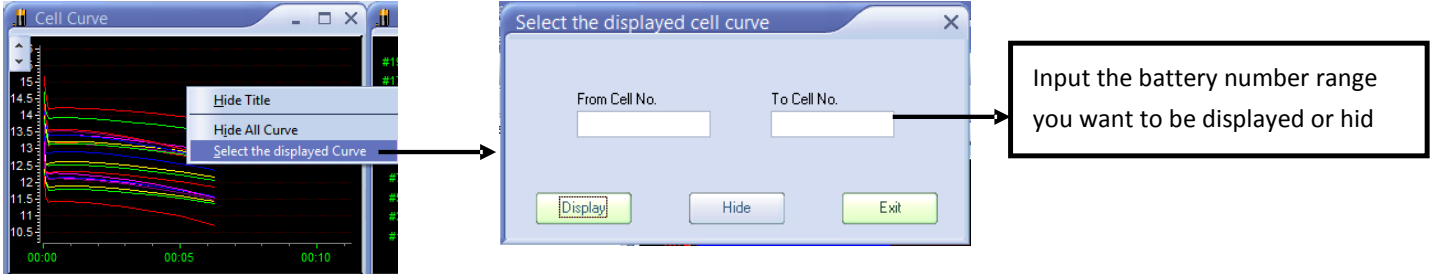 Cell Curve
15
14.5
14
13.5
13
12.5
12
11.5
11
10.5
00:00
00:05
00:10
Hide Title
Hide All Curve
Select the displayed Curve
Select the displayed cell curve
From Cell No.
To Cell No.
Display
Hide
Exit
Input the battery number range
you want to be displayed or hid